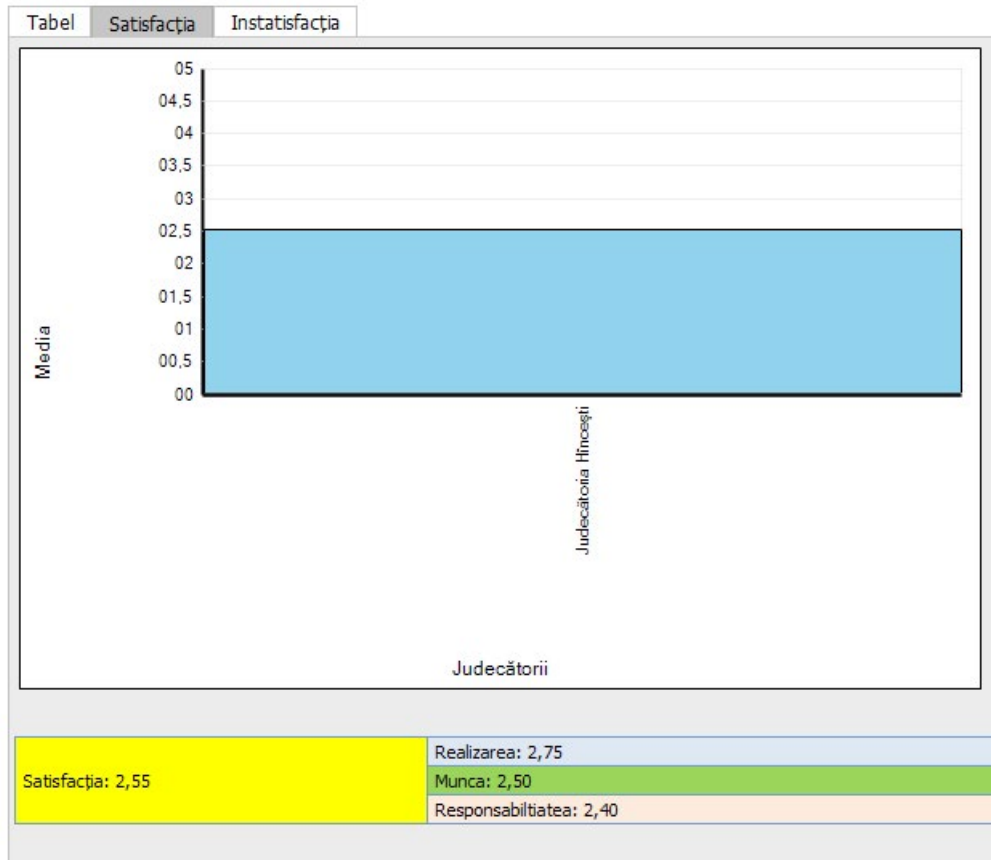 Tabel Satisfacția Instatisfacția
05
04,5
04
03,5
03
02,5
02
01,5
01
00,5
00
Media
Judecătoria Hîncești
Judecătorii
Satisfacția: 2,55
Realizarea: 2,75
Munca: 2,50
Responsabiltiatea: 2,40